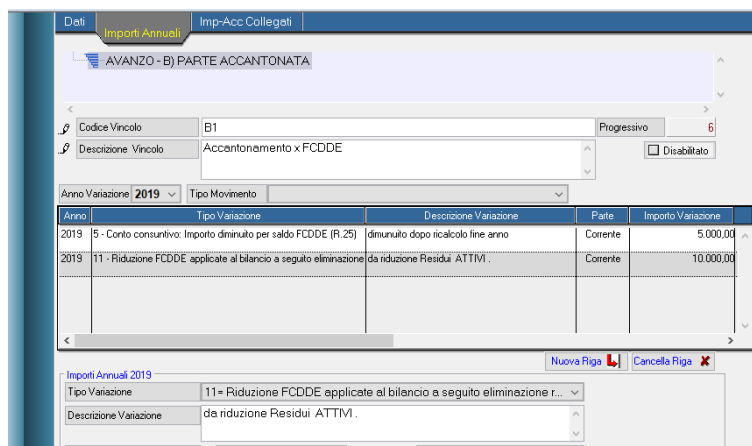 Dati Importi Annuali Imp-Acc Collegati
AVANZO - B) PARTE ACCANTONATA
Codice Vincolo B1 Progressivo 6
Descrizione Vincolo Accantonamento x FCDDE Disabilitato
Anno Variazione 2019 Tipo Movimento
Anno Tipo Variazione Descrizione Variazione Parte Importo Variazione
2019 5 - Conto consuntivo: Importo diminuito per saldo FCDDE (R.25) dimunuito dopo ricalcolo fine anno Corrente 5.000,00
2019 11 - Riduzione FCDDE applicate al bilancio a seguito eliminazione da riduzione Residui ATTIVI . Corrente 10.000,00
Nuova Riga Cancella Riga
Importi Annuali 2019
Tipo Variazione 11= Riduzione FCDDE applicate al bilancio a seguito eliminazione r...
Descrizione Variazione da riduzione Residui ATTIVI .